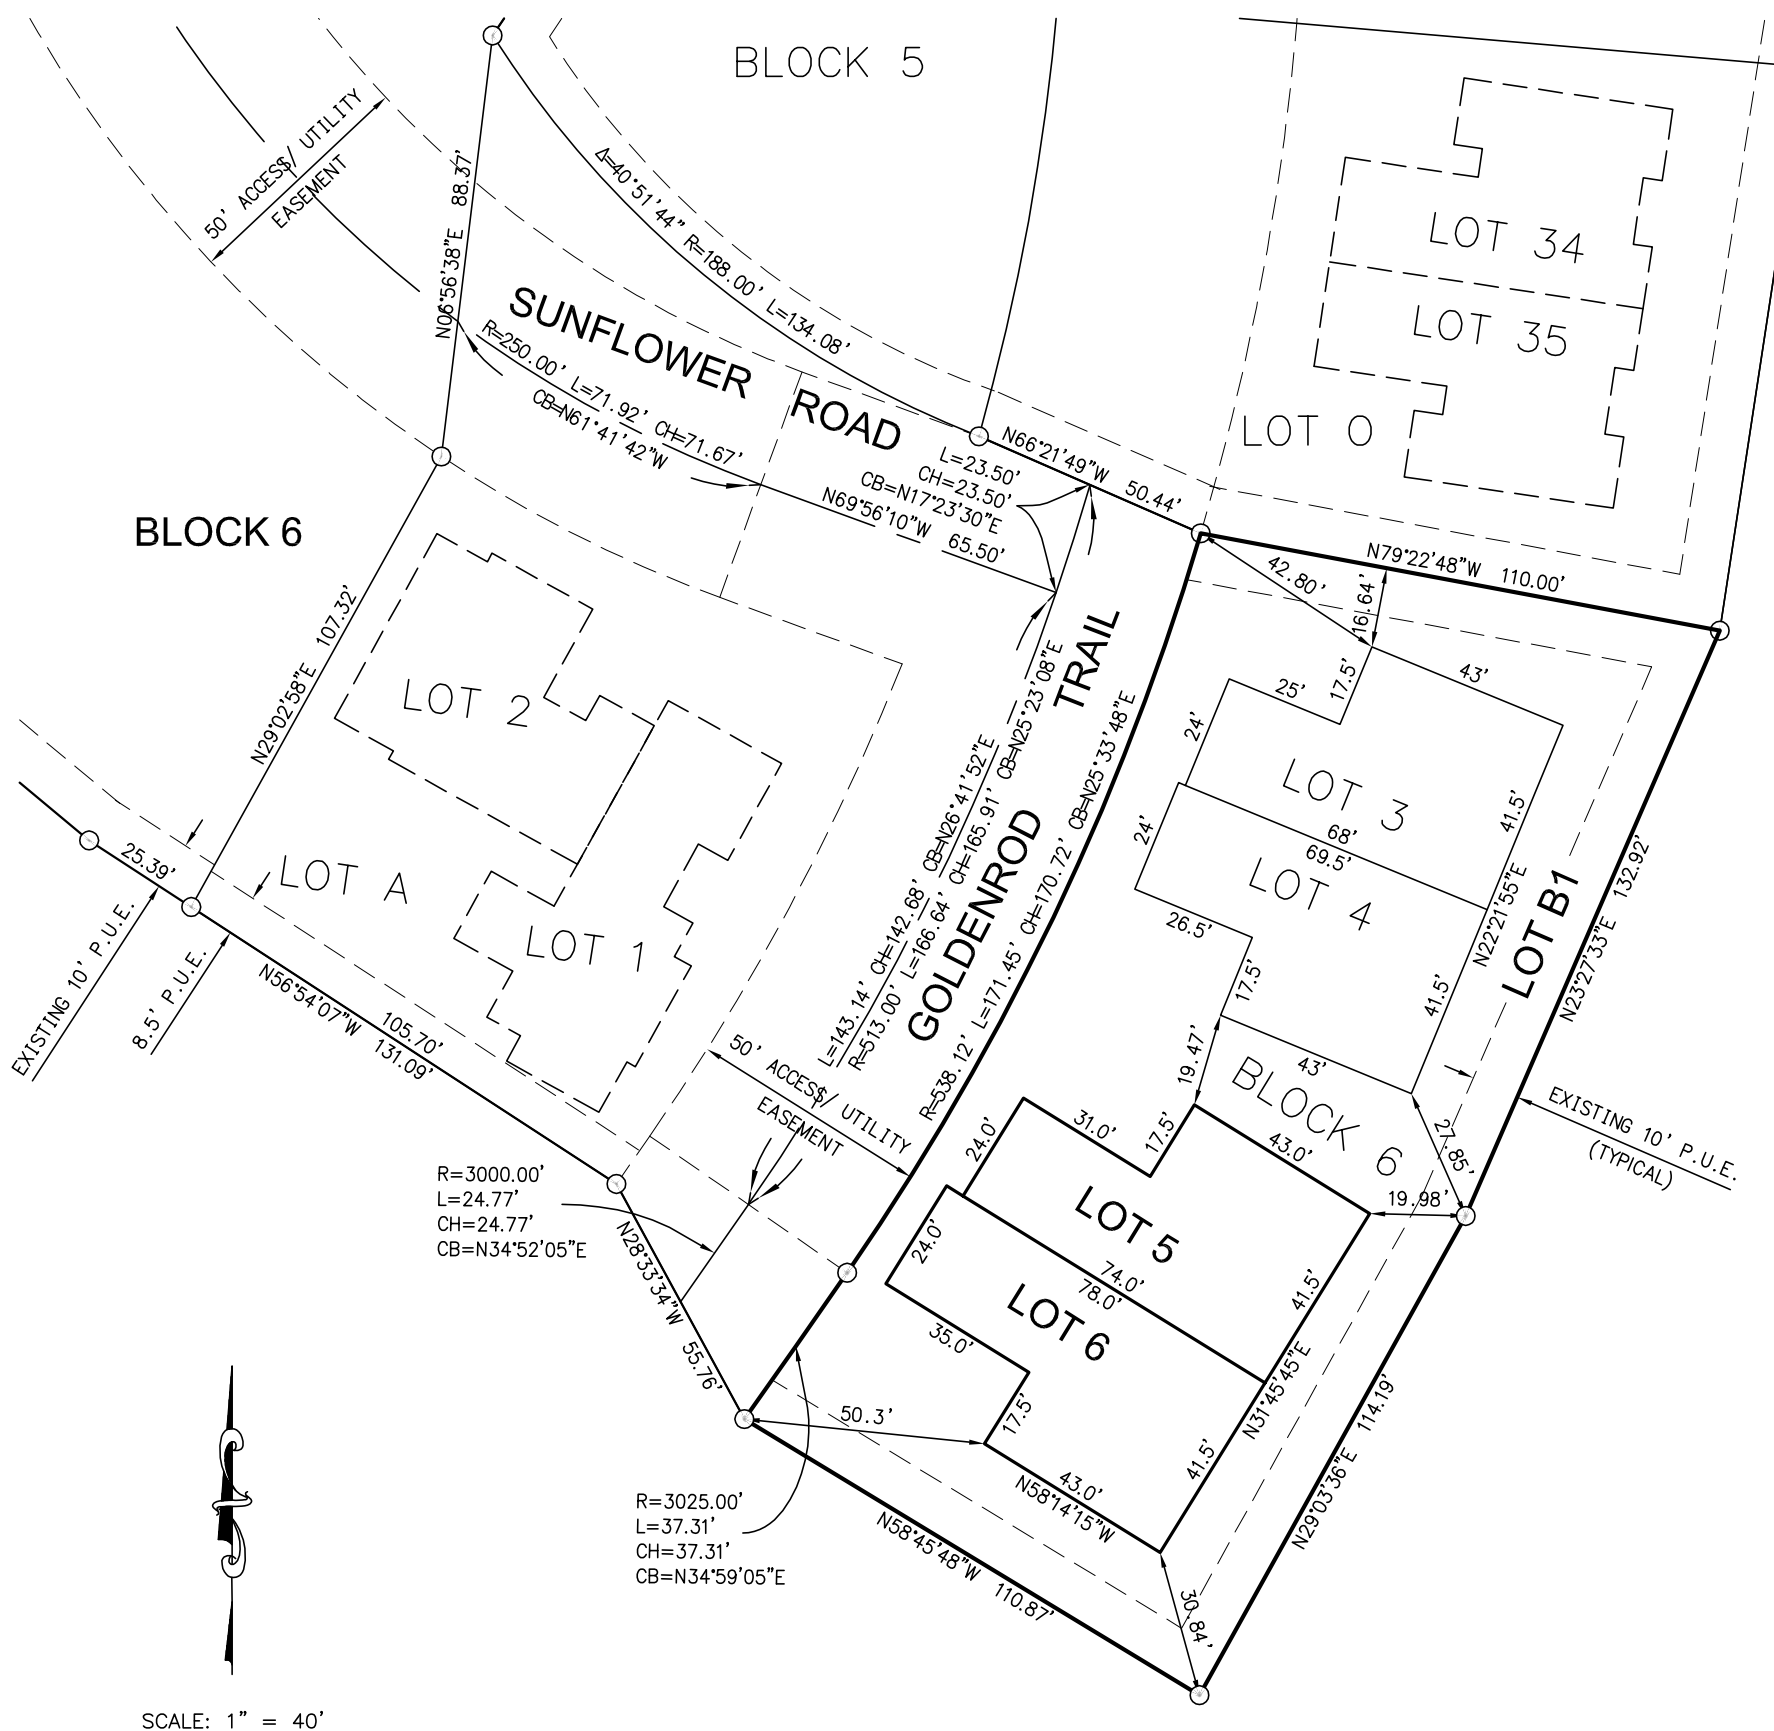 BLOCK 5
50' ACCESS/ UTILITY
EASEMENT
N06°56'38"E 88.37'
Δ=40°51'44" R=188.00' L=134.08'
SUNFLOWER ROAD
R=250.00' L=71.92' CH=71.67'
CB=N61°41'42"W
L=23.50'
CH=23.50'
CB=N17°23'30"E
N66°21'49"W 50.44'
N69°56'10"W 65.50'
LOT 34
LOT 35
LOT O
BLOCK 6
N79°22'48"W 110.00'
42.80'
16.64'
17.5'
43'
25'
24'
LOT 3
41.5'
68'
69.5'
24'
LOT 4
26.5'
17.5'
41.5'
N22°21'55"E
43'
19.47'
LOT B1
N23°27'33"E 132.92'
N29°02'58"E 107.32'
LOT 2
LOT A
LOT 1
25.39'
EXISTING 10' P.U.E.
8.5' P.U.E.
N56°54'07"W 105.70'
131.09'
GOLDENROD TRAIL
L=143.14' CH=142.68' CB=N26°41'52"E
R=513.00' L=166.64' CH=165.91' CB=N25°23'08"E
R=538.12' L=171.45' CH=170.72' CB=N25°33'48"E
50' ACCESS/ UTILITY
EASEMENT
BLOCK 6
27.85'
EXISTING 10' P.U.E.
(TYPICAL)
19.98'
24.0'
31.0'
17.5'
43.0'
LOT 5
24.0'
74.0'
78.0'
LOT 6
41.5'
35.0'
17.5'
50.3'
43.0'
N58°14'15"W
41.5'
N31°45'45"E
R=3000.00'
L=24.77'
CH=24.77'
CB=N34°52'05"E
N28°33'34"W 55.76'
R=3025.00'
L=37.31'
CH=37.31'
CB=N34°59'05"E
N58°45'48"W 110.87'
30.84'
N29°03'36"E 114.19'
SCALE: 1" = 40'